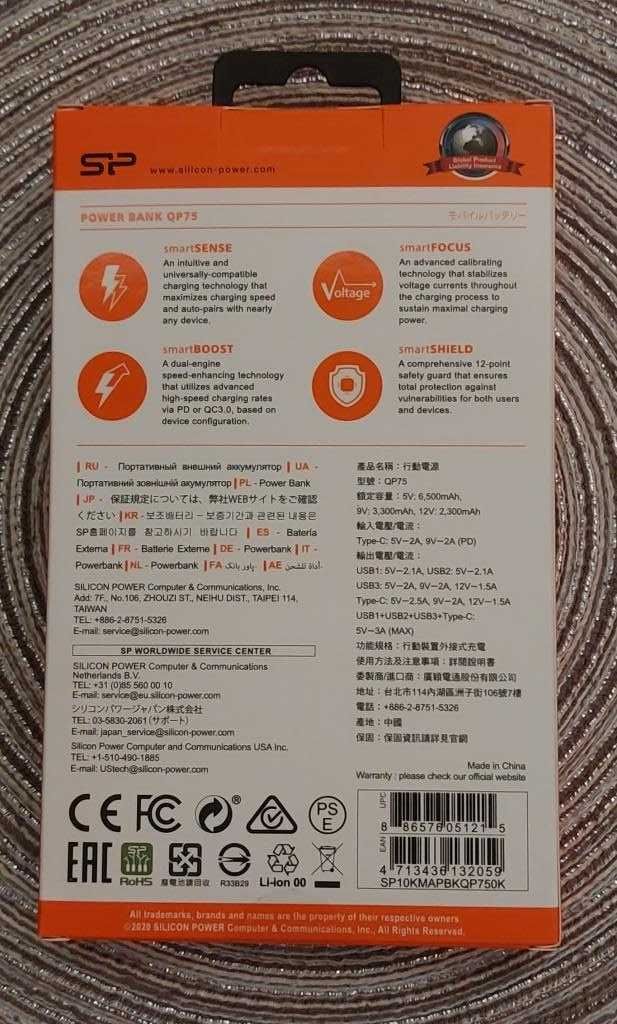 SP www.silicon-power.com
Global Product
Liability Insurance
POWER BANK QP75
モバイルバッテリー
smartSENSE
An intuitive and
universally-compatible
charging technology that
maximizes charging speed
and auto-pairs with nearly
any device.
Voltage
smartFOCUS
An advanced calibrating
technology that stabilizes
voltage currents throughout
the charging process to
sustain maximal charging
power.
smartBOOST
A dual-engine
speed-enhancing technology
that utilizes advanced
high-speed charging rates
via PD or QC3.0, based on
device configuration.
smartSHIELD
A comprehensive 12-point
safety guard that ensures
total protection against
vulnerabilities for both users
and devices.
| RU - Портативный внешний аккумулятор | UA -
Портативний зовнішній акумулятор | PL - Power Bank
| JP - 保証規定については、弊社WEBサイトをご確認
ください | KR - 보조배터리 – 보증기간과 관련된 내용은
SP홈페이지를 참고하시기 바랍니다 | ES - Batería
Externa | FR - Batterie Externe | DE - Powerbank | IT -
Powerbank | NL - Powerbank | FA پاور بانک- | AE أداة للشحن-
SILICON POWER Computer & Communications, Inc.
Add: 7F., No.106, ZHOUZI ST., NEIHU DIST., TAIPEI 114,
TAIWAN
TEL: +886-2-8751-5326
E-mail: service@silicon-power.com
SP WORLDWIDE SERVICE CENTER
SILICON POWER Computer & Communications
Netherlands B.V.
TEL: +31 (0)85 560 00 10
E-mail: service@eu.silicon-power.com
シリコンパワージャパン株式会社
TEL: 03-5830-2061(サポート)
E-mail: japan_service@silicon-power.com
Silicon Power Computer and Communications USA Inc.
TEL: +1-510-490-1885
E-mail: UStech@silicon-power.com
產品名稱：行動電源
型號：QP75
額定容量：5V: 6,500mAh,
9V: 3,300mAh, 12V: 2,300mAh
輸入電壓/電流：
Type-C: 5V⎓2A, 9V⎓2A (PD)
輸出電壓/電流：
USB1: 5V⎓2.1A, USB2: 5V⎓2.1A
USB3: 5V⎓2A, 9V⎓2A, 12V⎓1.5A
Type-C: 5V⎓2.5A, 9V⎓2A, 12V⎓1.5A
USB1+USB2+USB3+Type-C:
5V⎓3A (MAX)
功能規格：行動裝置外接式充電
使用方法及注意事項：詳閱說明書
委製商/進口商：廣穎電通股份有限公司
地址：台北市114內湖區洲子街106號7樓
電話：+886-2-8751-5326
產地：中國
保固：保固資訊請詳見官網
Made in China
Warranty : please check our official website
CE FC ® PS
E
EAC SP
RoHS 廢電池請回收 R33B29 Li-ion 00
UPC
8 86576 05121 5
EAN
4 713436 132059
SP10KMAPBKQP750K
All trademarks, brands and names are the property of their respective owners
©2020 SILICON POWER Computer & Communications, Inc., All Rights Reserved.